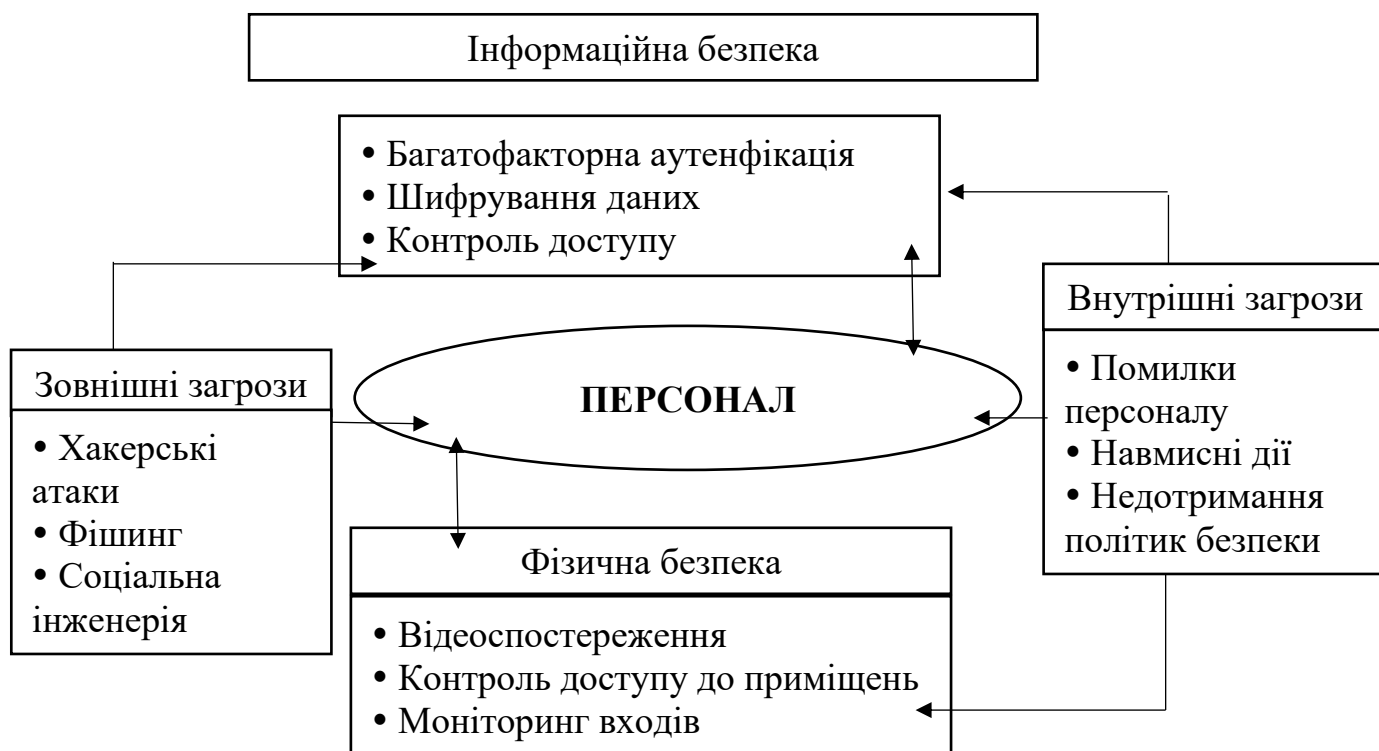 Інформаційна безпека
• Багатофакторна аутенфікація
• Шифрування даних
• Контроль доступу
Зовнішні загрози
• Хакерські
атаки
• Фішинг
• Соціальна
інженерія
ПЕРСОНАЛ
Внутрішні загрози
• Помилки
персоналу
• Навмисні дії
• Недотримання
політик безпеки
Фізична безпека
• Відеоспостереження
• Контроль доступу до приміщень
• Моніторинг входів